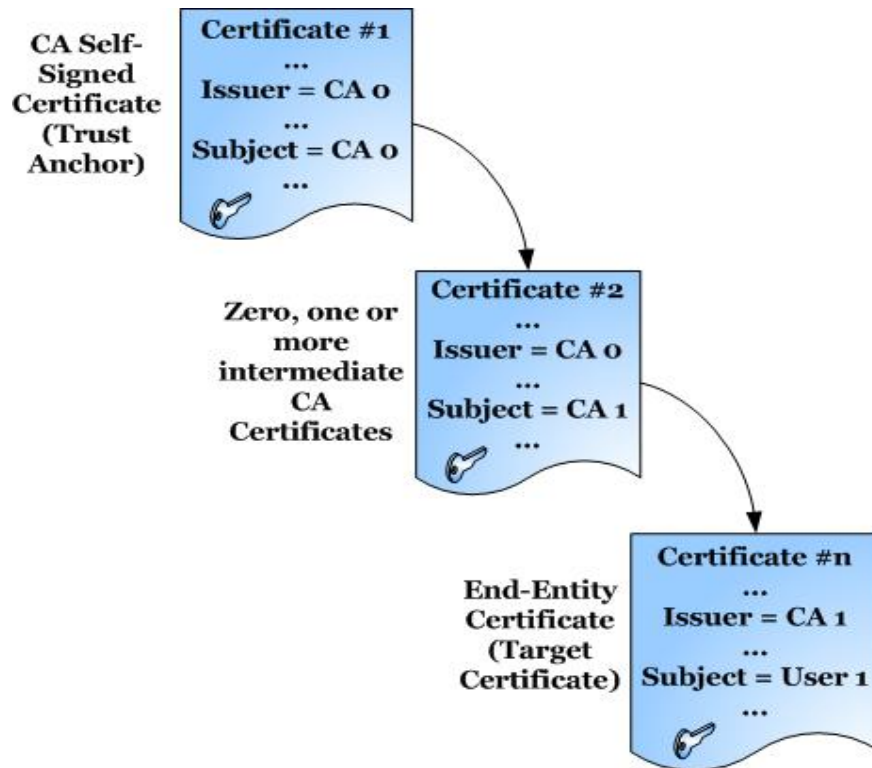 CA Self-
Signed
Certificate
(Trust
Anchor)
Certificate #1
...
Issuer = CA 0
...
Subject = CA 0
...
Zero, one or
more
intermediate
CA
Certificates
Certificate #2
...
Issuer = CA 0
...
Subject = CA 1
...
End-Entity
Certificate
(Target
Certificate)
Certificate #n
...
Issuer = CA 1
...
Subject = User 1
...